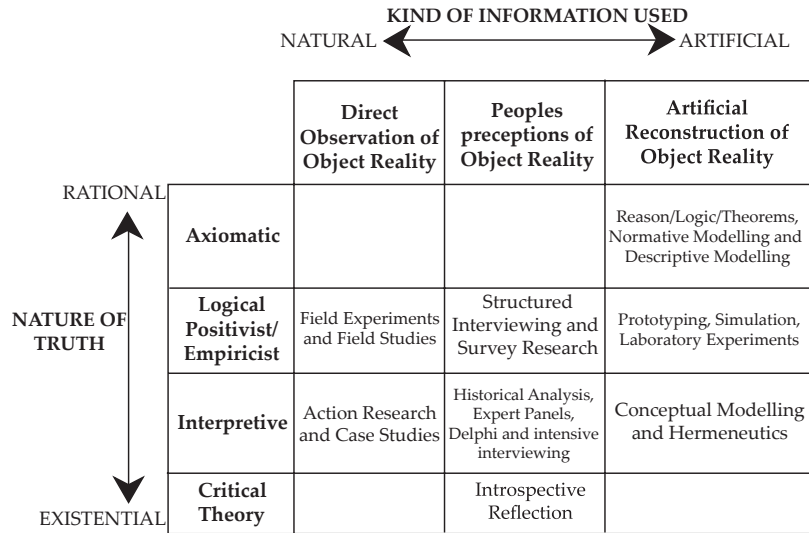 KIND OF INFORMATION USED
NATURAL
ARTIFICIAL
Direct
Observation of
Object Reality
Peoples
preceptions of
Object Reality
Artificial
Reconstruction of
Object Reality
RATIONAL
NATURE OF
TRUTH
EXISTENTIAL
Axiomatic
Reason/Logic/Theorems,
Normative Modelling and
Descriptive Modelling
Logical
Positivist/
Empiricist
Field Experiments
and Field Studies
Structured
Interviewing and
Survey Research
Prototyping, Simulation,
Laboratory Experiments
Interpretive
Action Research
and Case Studies
Historical Analysis,
Expert Panels,
Delphi and intensive
interviewing
Conceptual Modelling
and Hermeneutics
Critical
Theory
Introspective
Reflection